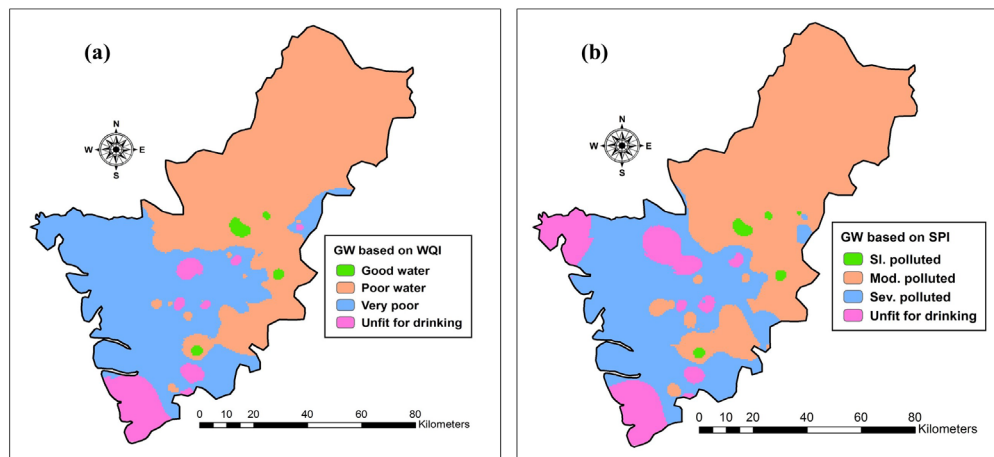 (a)
N
W E
S
GW based on WQI
Good water
Poor water
Very poor
Unfit for drinking
0 10 20 40 60 80
Kilometers
(b)
N
W E
S
GW based on SPI
Sl. polluted
Mod. polluted
Sev. polluted
Unfit for drinking
0 10 20 40 60 80
Kilometers